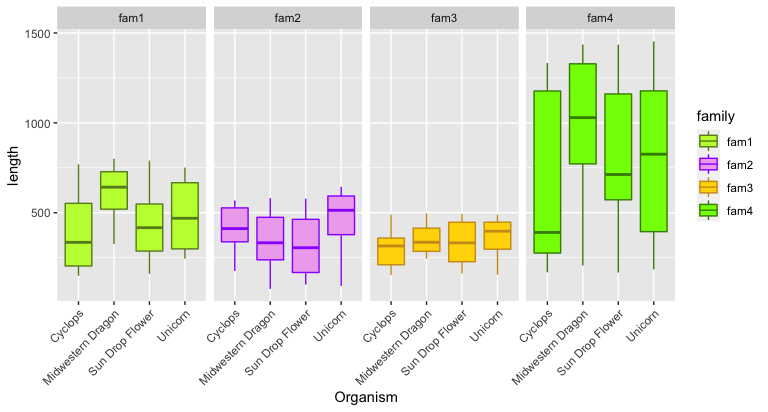 fam1
fam2
fam3
fam4
1500
1000
500
length
Cyclops
Midwestern Dragon
Sun Drop Flower
Unicorn
Cyclops
Midwestern Dragon
Sun Drop Flower
Unicorn
Cyclops
Midwestern Dragon
Sun Drop Flower
Unicorn
Cyclops
Midwestern Dragon
Sun Drop Flower
Unicorn
Organism
family
fam1
fam2
fam3
fam4